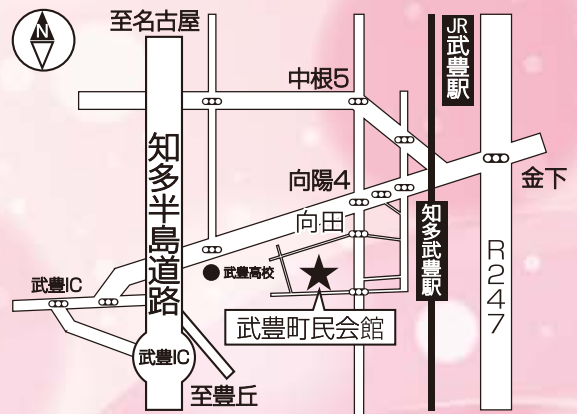 N
至名古屋
JR武豊駅
中根5
知多半島道路
向陽4
金下
知多武豊駅
向田
R247
武豊高校
武豊IC
武豊町民会館
武豊IC
至豊丘